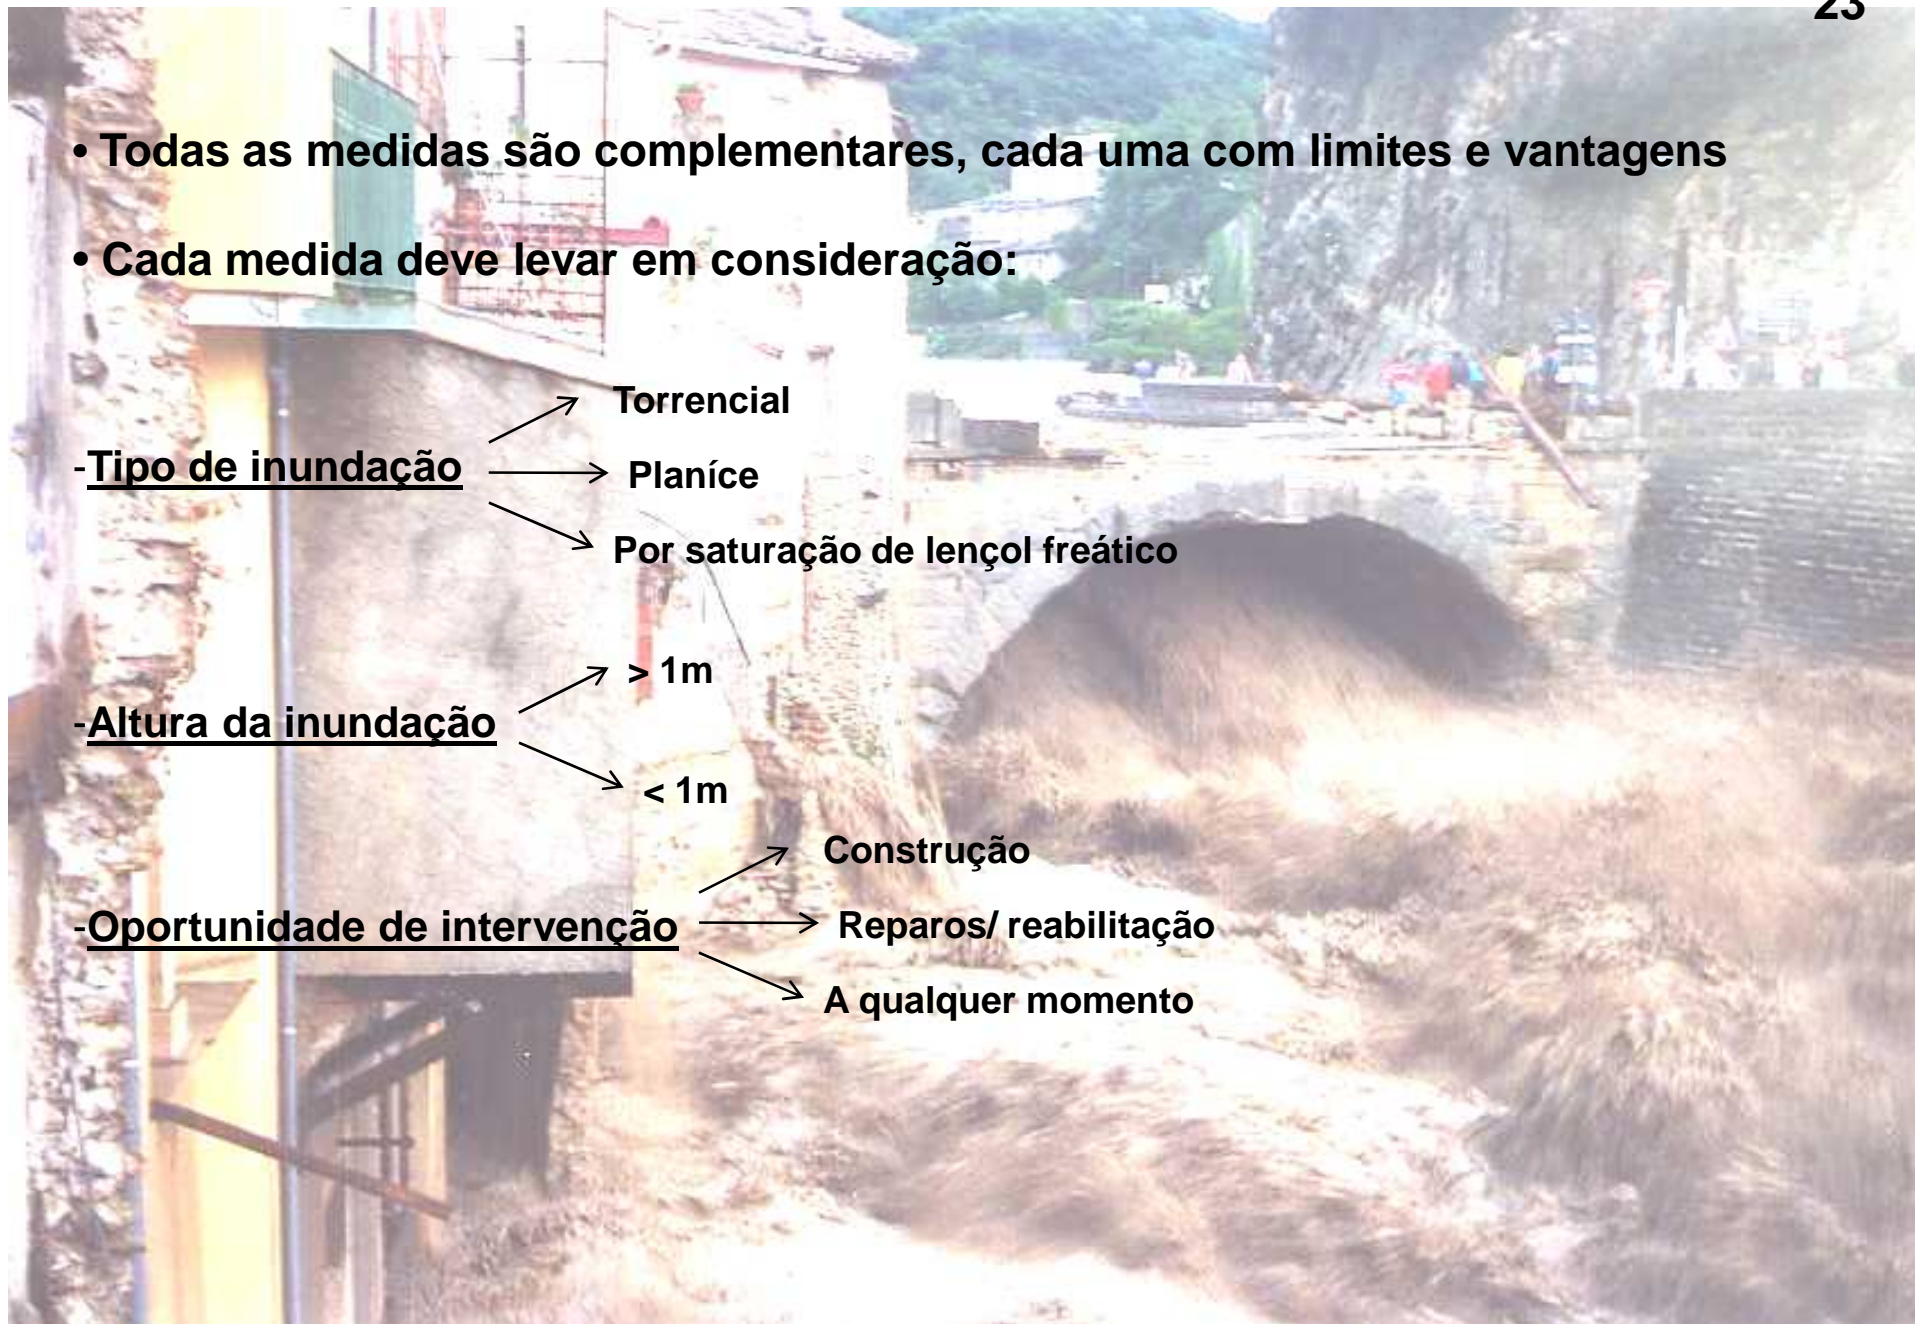 23
• Todas as medidas são complementares, cada uma com limites e vantagens
• Cada medida deve levar em consideração:
Torrencial
-Tipo de inundação
Planíce
Por saturação de lençol freático
> 1m
-Altura da inundação
< 1m
Construção
-Oportunidade de intervenção
Reparos/ reabilitação
A qualquer momento